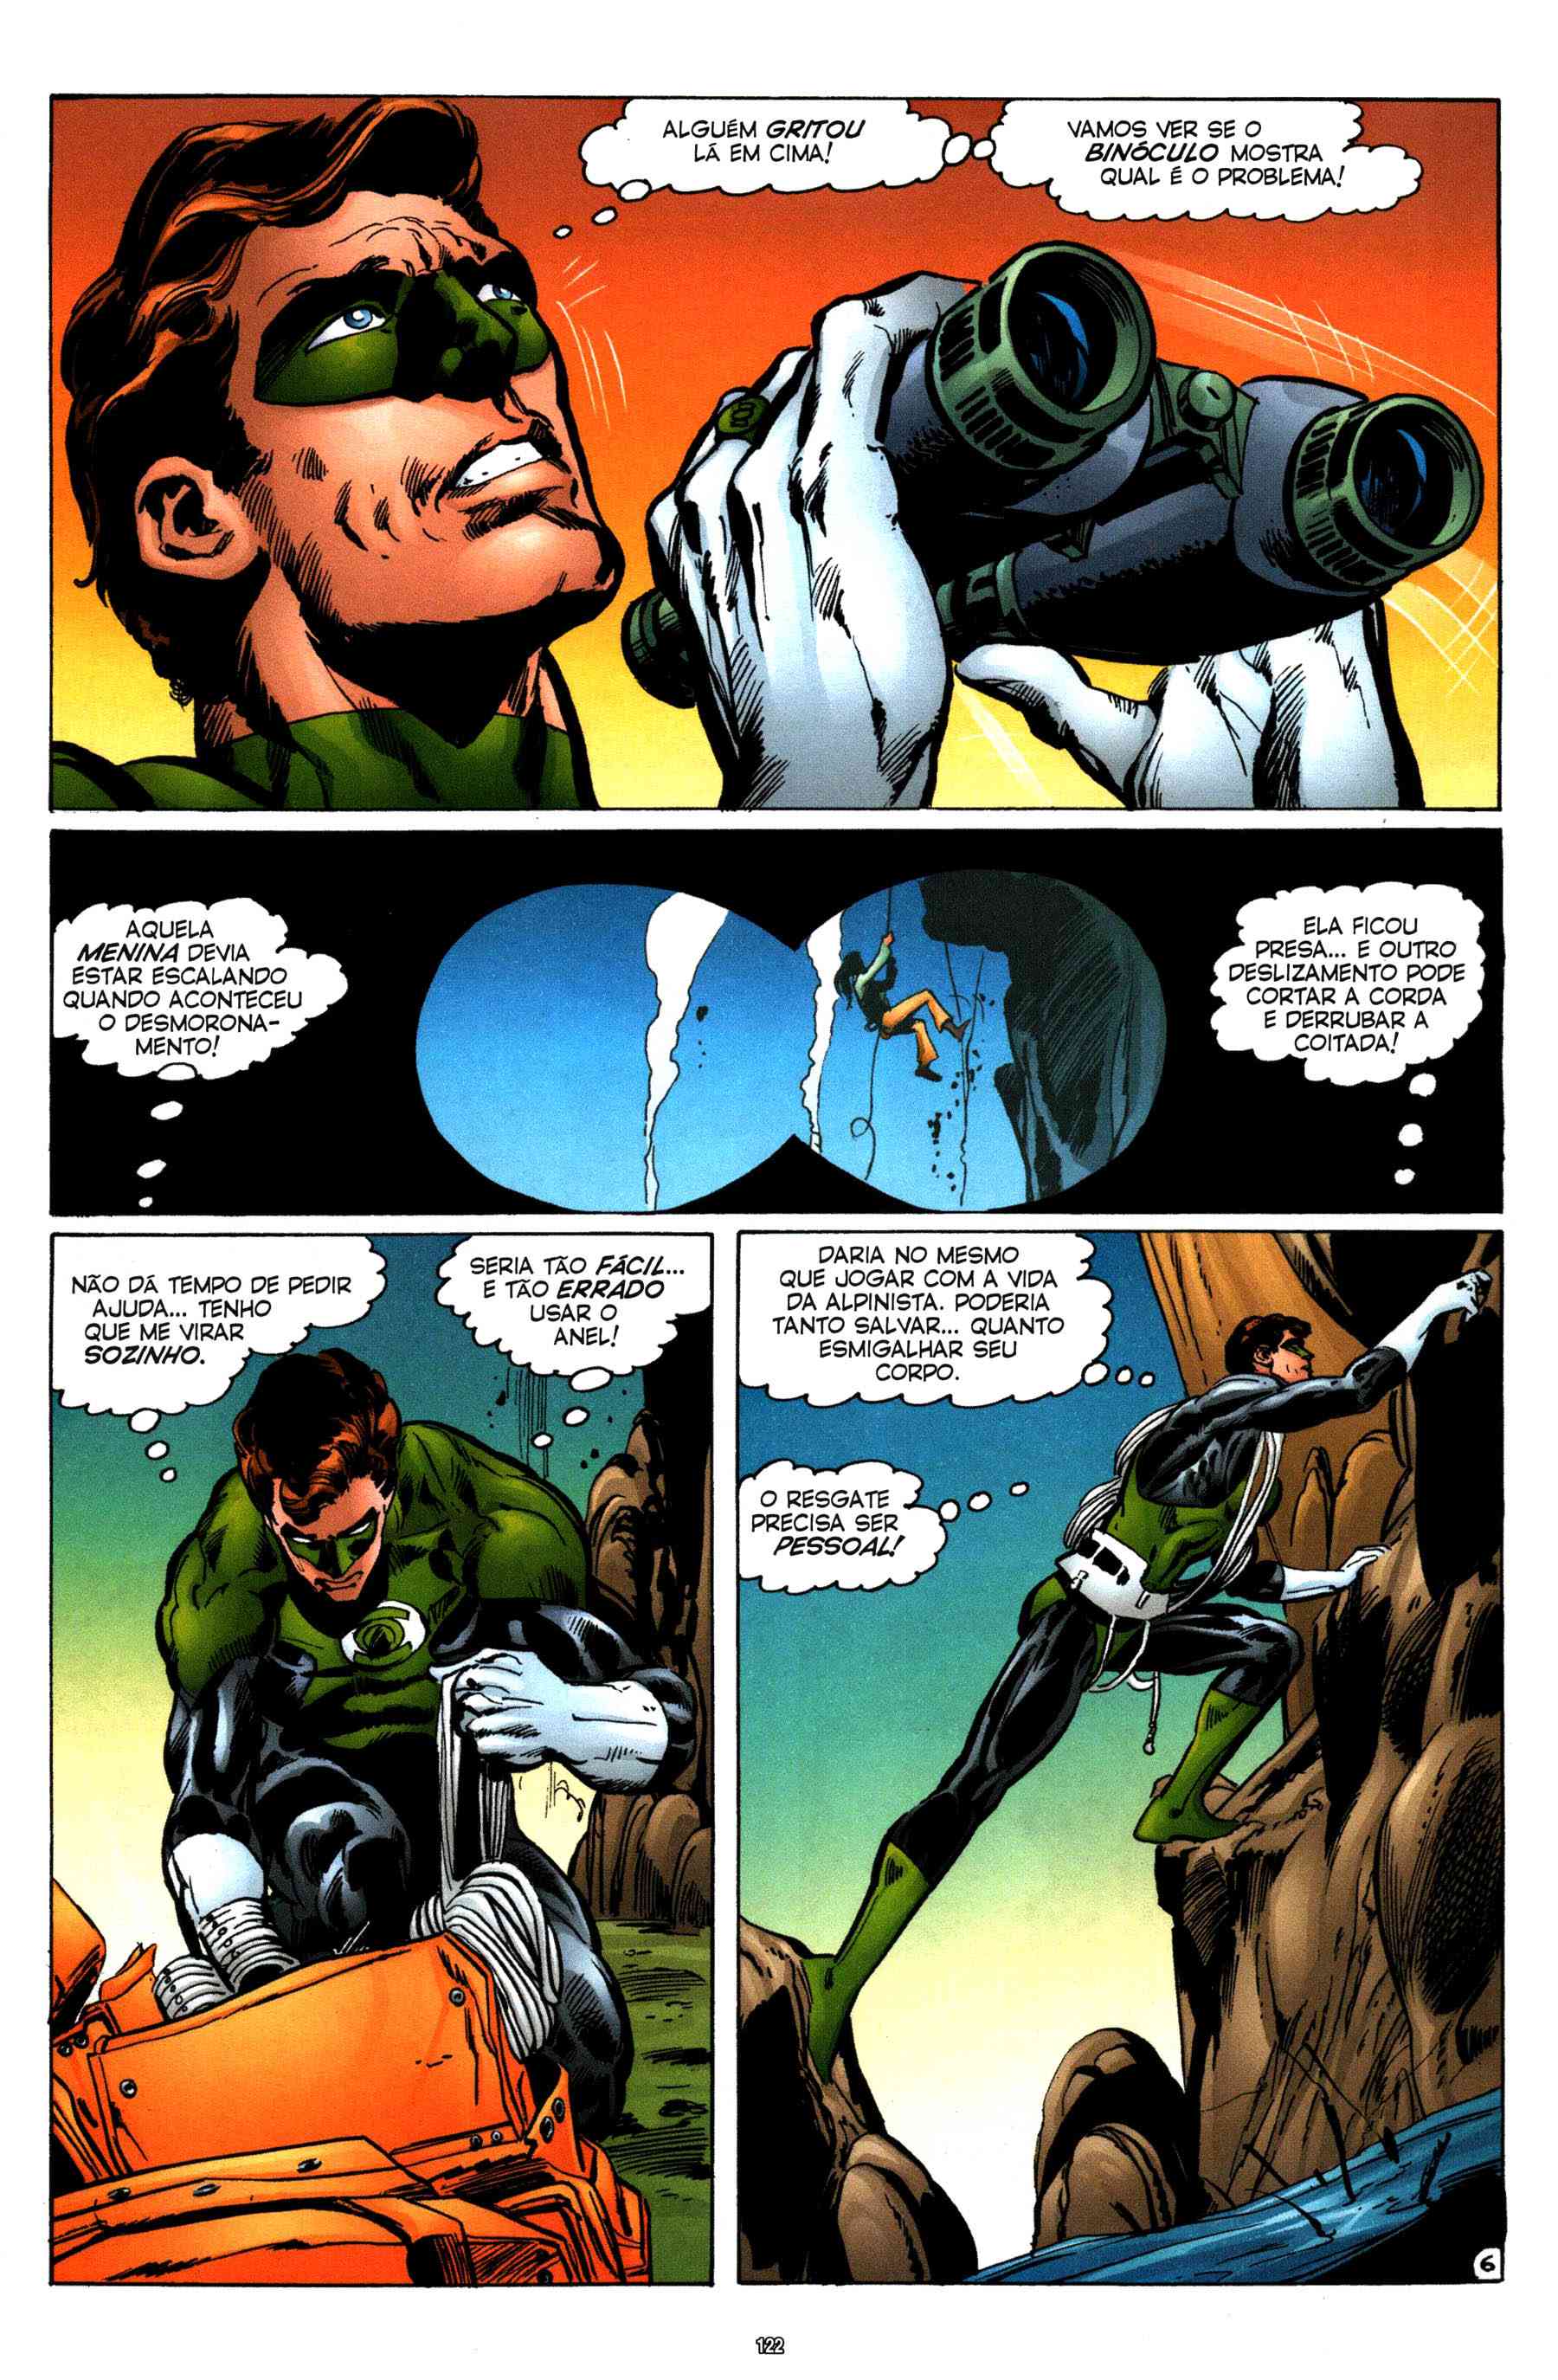 ALGUÉM GRITOU
LÁ EM CIMA!
VAMOS VER SE O
BINÓCULO MOSTRA
QUAL É O PROBLEMA!
AQUELA
MENINA DEVIA
ESTAR ESCALANDO
QUANDO ACONTECEU
O DESMORONA-
MENTO!
ELA FICOU
PRESA... E OUTRO
DESLIZAMENTO PODE
CORTAR A CORDA
E DERRUBAR A
COITADA!
NÃO DÁ TEMPO DE PEDIR
AJUDA... TENHO
QUE ME VIRAR
SOZINHO.
SERIA TÃO FÁCIL...
E TÃO ERRADO
USAR O
ANEL!
DARIA NO MESMO
QUE JOGAR COM A VIDA
DA ALPINISTA. PODERIA
TANTO SALVAR... QUANTO
ESMIGALHAR SEU
CORPO.
O RESGATE
PRECISA SER
PESSOAL!
6
122